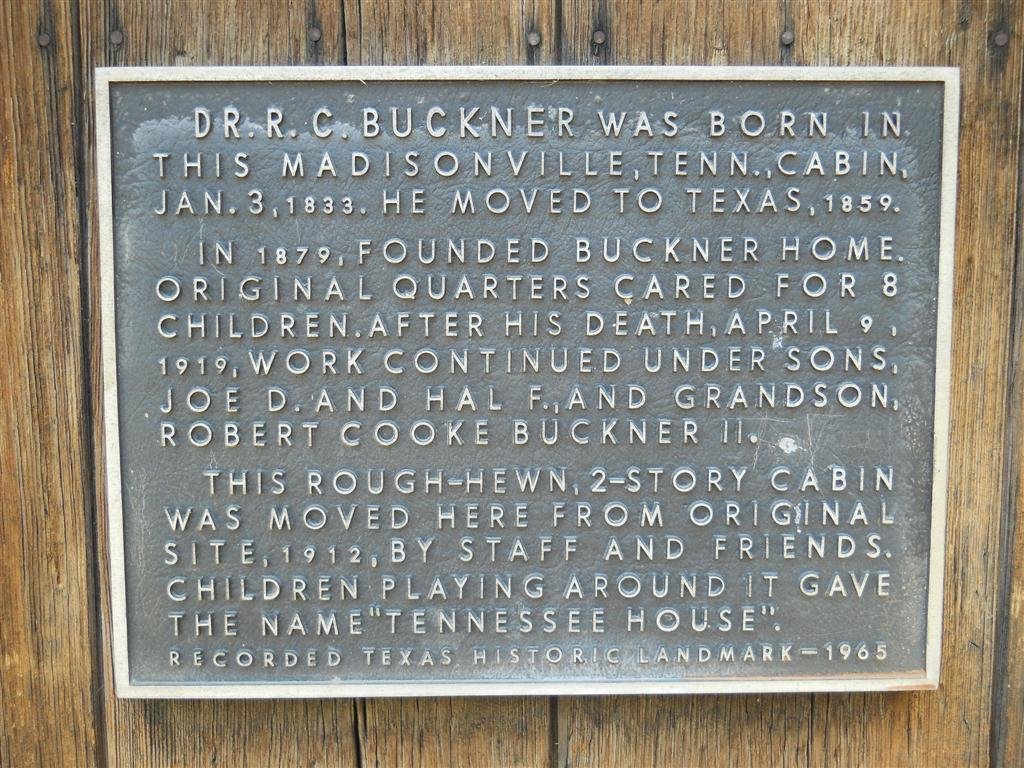 DR. R. C. BUCKNER WAS BORN IN
THIS MADISONVILLE, TENN., CABIN,
JAN. 3, 1833. HE MOVED TO TEXAS, 1859.
IN 1879, FOUNDED BUCKNER HOME.
ORIGINAL QUARTERS CARED FOR 8
CHILDREN. AFTER HIS DEATH, APRIL 9,
1919, WORK CONTINUED UNDER SONS,
JOE D. AND HAL F., AND GRANDSON,
ROBERT COOKE BUCKNER II.
THIS ROUGH-HEWN, 2-STORY CABIN
WAS MOVED HERE FROM ORIGINAL
SITE, 1912, BY STAFF AND FRIENDS.
CHILDREN PLAYING AROUND IT GAVE
THE NAME "TENNESSEE HOUSE".
RECORDED TEXAS HISTORIC LANDMARK—1965